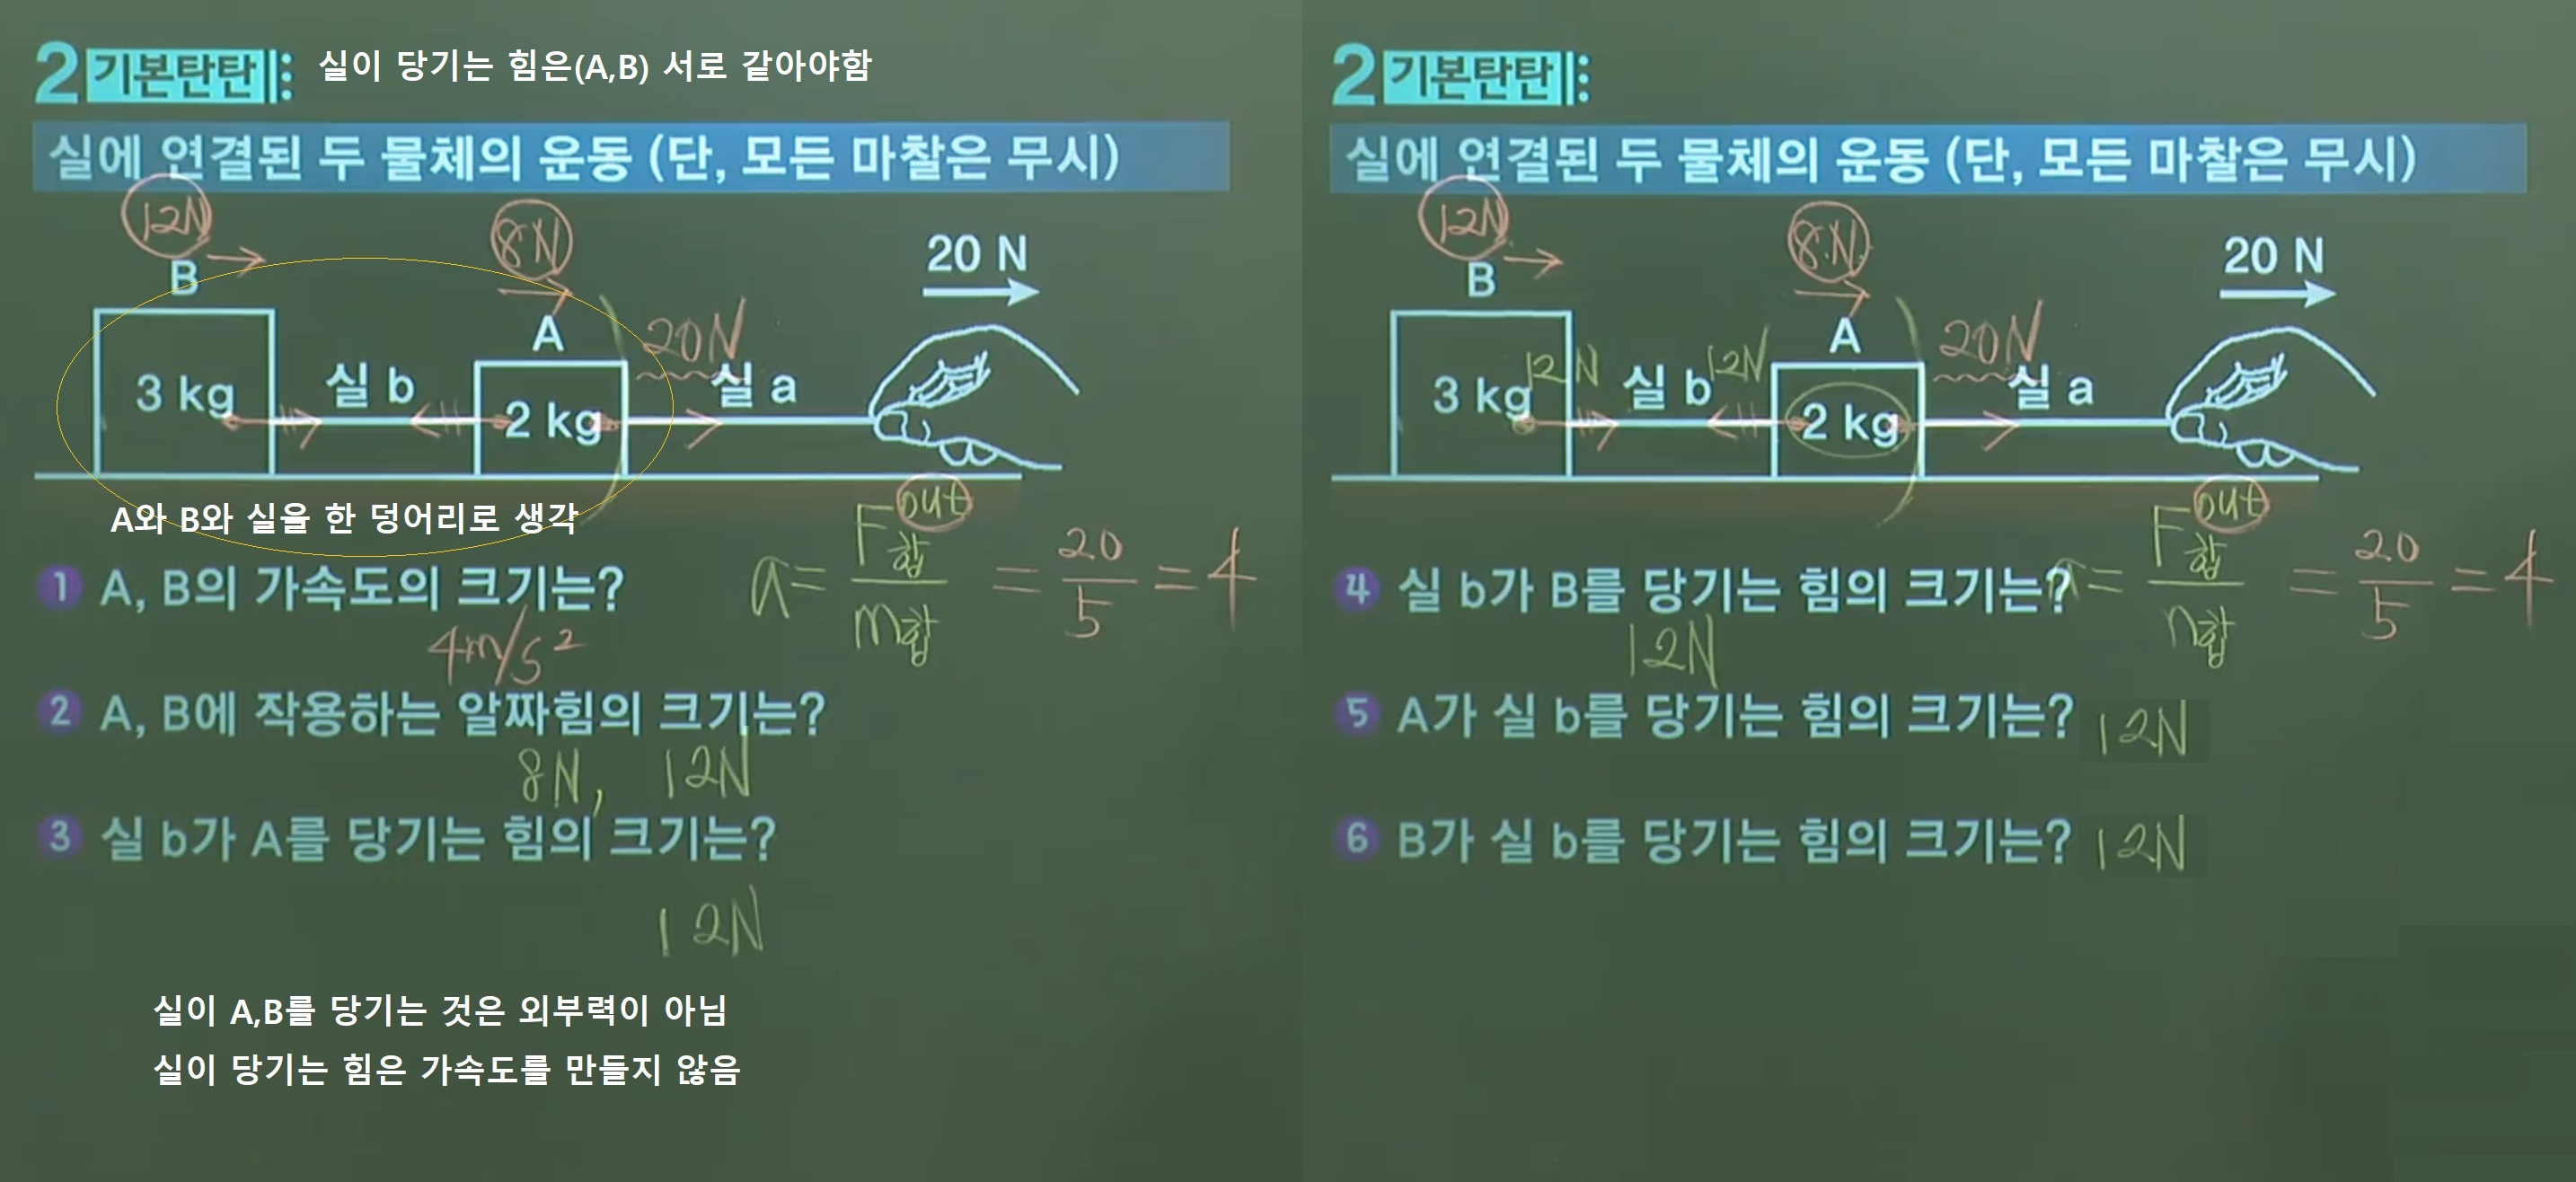 2 기본탄탄 : 실이 당기는 힘은(A,B) 서로 같아야함
실에 연결된 두 물체의 운동 (단, 모든 마찰은 무시)
12N
8N
20 N
B
A
20N
3 kg
실 b
2 kg
실 a
A와 B와 실을 한 덩어리로 생각
① A, B의 가속도의 크기는?
a = F합 out / m합 = 20/5 = 4
4m/s²
② A, B에 작용하는 알짜힘의 크기는?
8N, 12N
③ 실 b가 A를 당기는 힘의 크기는?
12N
실이 A,B를 당기는 것은 외부력이 아님
실이 당기는 힘은 가속도를 만들지 않음
2 기본탄탄 :
실에 연결된 두 물체의 운동 (단, 모든 마찰은 무시)
12N
8N
20 N
B
A
20N
12N
12N
3 kg
실 b
2 kg
실 a
④ 실 b가 B를 당기는 힘의 크기는?
a = F합 out / m합 = 20/5 = 4
12N
⑤ A가 실 b를 당기는 힘의 크기는? 12N
⑥ B가 실 b를 당기는 힘의 크기는? 12N